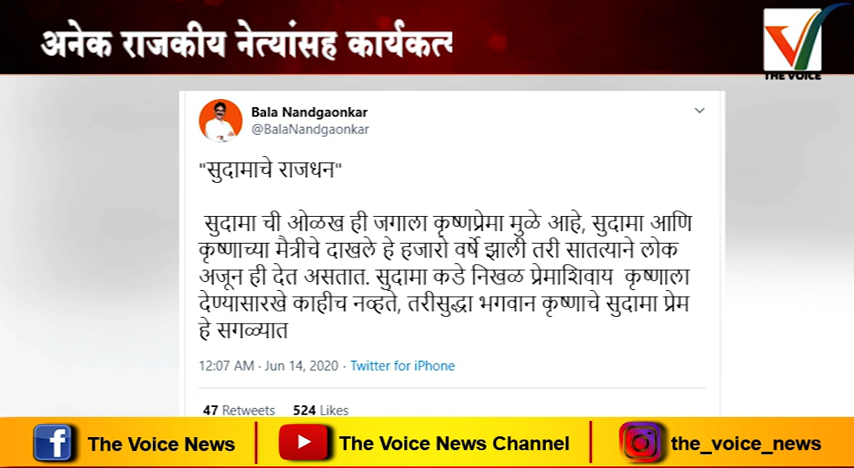 अनेक राजकीय नेत्यांसह
THE VOICE
Bala Nandgaonkar
@BalaNandgaonkar
"सुदामाचे राजधन"
सुदामा ची ओळख ही जगाला कृष्णप्रेमा मुळे आहे, सुदामा आणि
कृष्णाच्या मैत्रीचे दाखले हे हजारो वर्षे झाली तरी सातत्याने लोक
अजून ही देत असतात. सुदामा कडे निखळ प्रेमाशिवाय कृष्णाला
देण्यासारखे काहीच नव्हते, तरीसुद्धा भगवान कृष्णाचे सुदामा प्रेम
हे सगळ्यात
12:07 AM · Jun 14, 2020 · Twitter for iPhone
47 Retweets 524 Likes
The Voice News
The Voice News Channel
the_voice_news